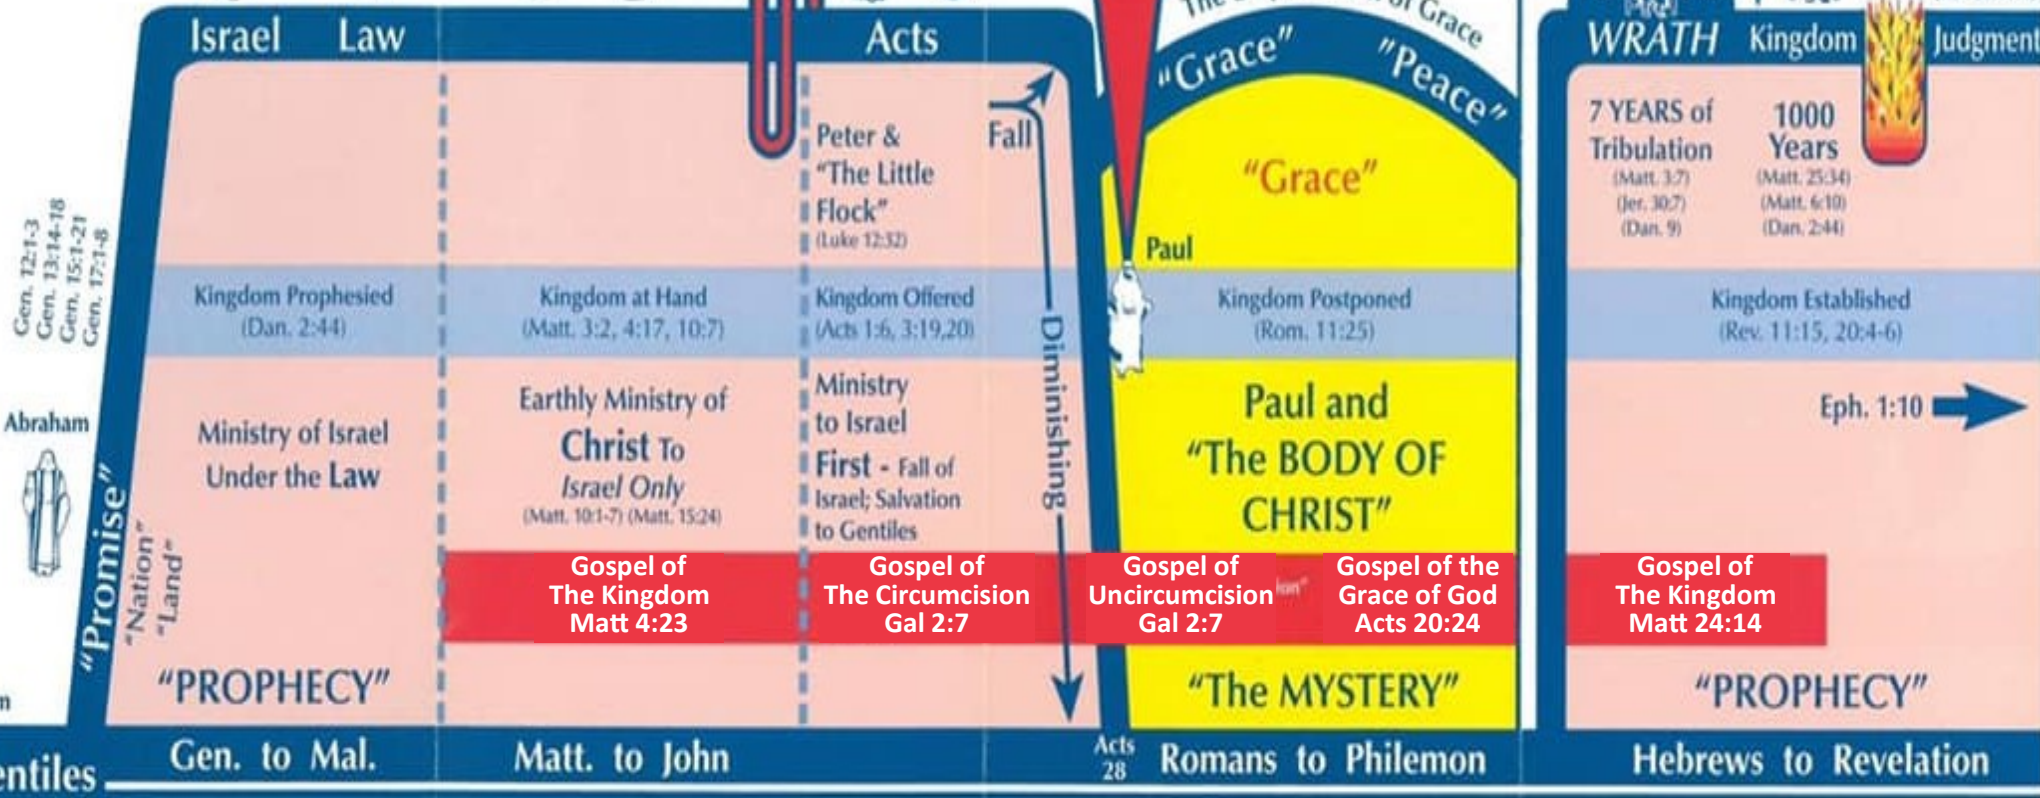 Israel Law
Acts
of Grace
"Grace" "Peace"
WRATH Kingdom Judgment
Gen. 12:1-3
Gen. 13:14-18
Gen. 15:1-21
Gen. 17:1-8
Abraham
"Promise"
"Nation"
"Land"
Peter &
"The Little
Flock"
(Luke 12:32)
Fall
Diminishing
Paul
"Grace"
7 YEARS of
Tribulation
(Matt. 3:7)
(Jer. 30:7)
(Dan. 9)
1000
Years
(Matt. 25:34)
(Matt. 6:10)
(Dan. 2:44)
Kingdom Prophesied
(Dan. 2:44)
Kingdom at Hand
(Matt. 3:2, 4:17, 10:7)
Kingdom Offered
(Acts 1:6, 3:19,20)
Kingdom Postponed
(Rom. 11:25)
Kingdom Established
(Rev. 11:15, 20:4-6)
Ministry of Israel
Under the Law
Earthly Ministry of
Christ To
Israel Only
(Matt. 10:1-7) (Matt. 15:24)
Ministry
to Israel
First - Fall of
Israel; Salvation
to Gentiles
Paul and
"The BODY OF
CHRIST"
Eph. 1:10
Gospel of
The Kingdom
Matt 4:23
Gospel of
The Circumcision
Gal 2:7
Gospel of
Uncircumcision
Gal 2:7
Gospel of the
Grace of God
Acts 20:24
Gospel of
The Kingdom
Matt 24:14
"PROPHECY"
"The MYSTERY"
"PROPHECY"
Gen. to Mal.
Matt. to John
Acts
28
Romans to Philemon
Hebrews to Revelation
entiles